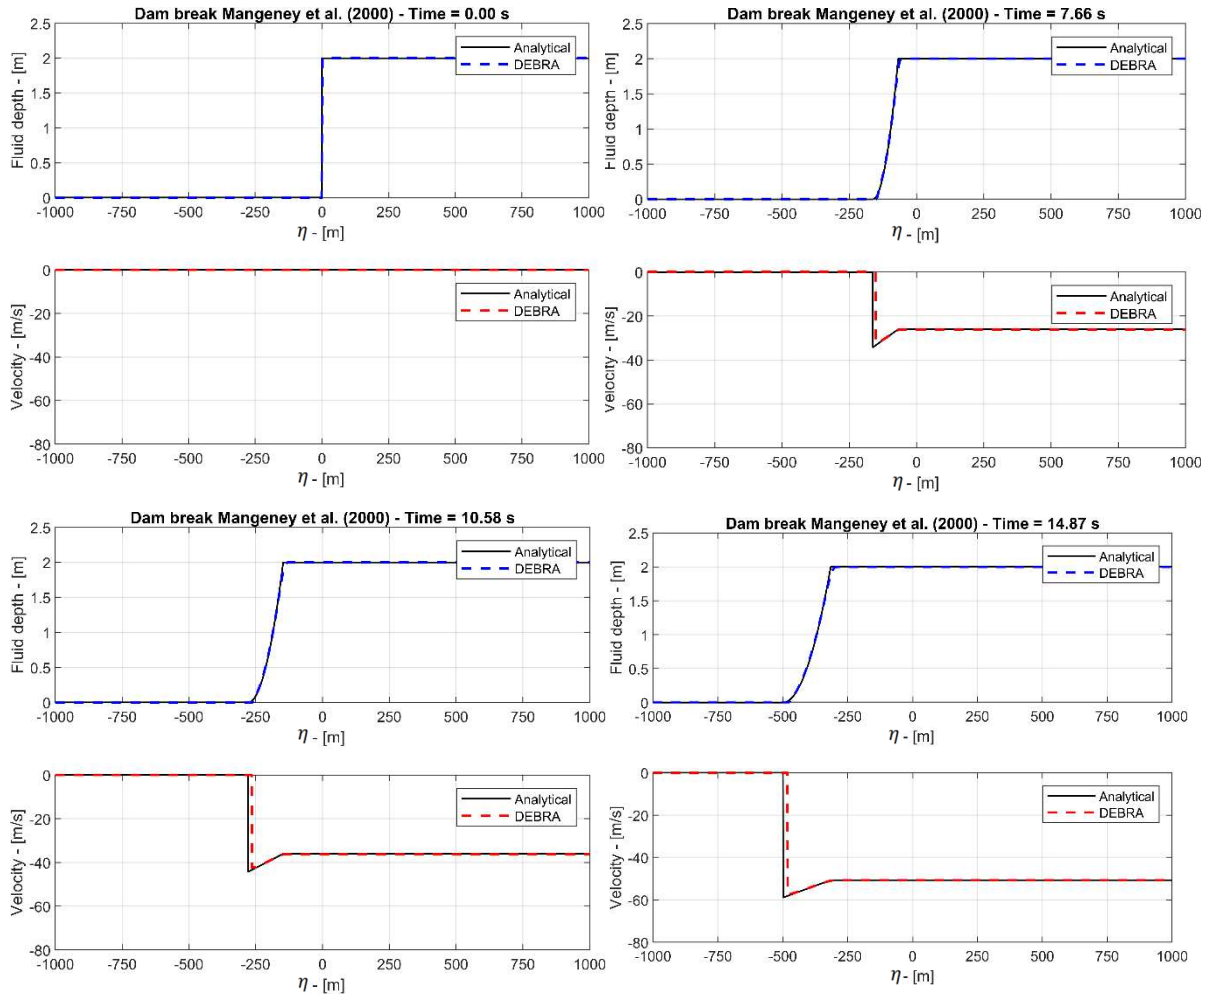 Dam break Mangeney et al. (2000) - Time = 0.00 s
Fluid depth - [m]
2.5
2
1.5
1
0.5
0
Analytical
DEBRA
-1000 -750 -500 -250 0 250 500 750 1000
η - [m]
Velocity - [m/s]
0
-20
-40
-60
-80
Analytical
DEBRA
-1000 -750 -500 -250 0 250 500 750 1000
η - [m]
Dam break Mangeney et al. (2000) - Time = 7.66 s
Fluid depth - [m]
2.5
2
1.5
1
0.5
0
Analytical
DEBRA
-1000 -750 -500 -250 0 250 500 750 1000
η - [m]
Velocity - [m/s]
0
-20
-40
-60
-80
Analytical
DEBRA
-1000 -750 -500 -250 0 250 500 750 1000
η - [m]
Dam break Mangeney et al. (2000) - Time = 10.58 s
Fluid depth - [m]
2.5
2
1.5
1
0.5
0
Analytical
DEBRA
-1000 -750 -500 -250 0 250 500 750 1000
η - [m]
Velocity - [m/s]
0
-20
-40
-60
-80
Analytical
DEBRA
-1000 -750 -500 -250 0 250 500 750 1000
η - [m]
Dam break Mangeney et al. (2000) - Time = 14.87 s
Fluid depth - [m]
2.5
2
1.5
1
0.5
0
Analytical
DEBRA
-1000 -750 -500 -250 0 250 500 750 1000
η - [m]
Velocity - [m/s]
0
-20
-40
-60
-80
Analytical
DEBRA
-1000 -750 -500 -250 0 250 500 750 1000
η - [m]